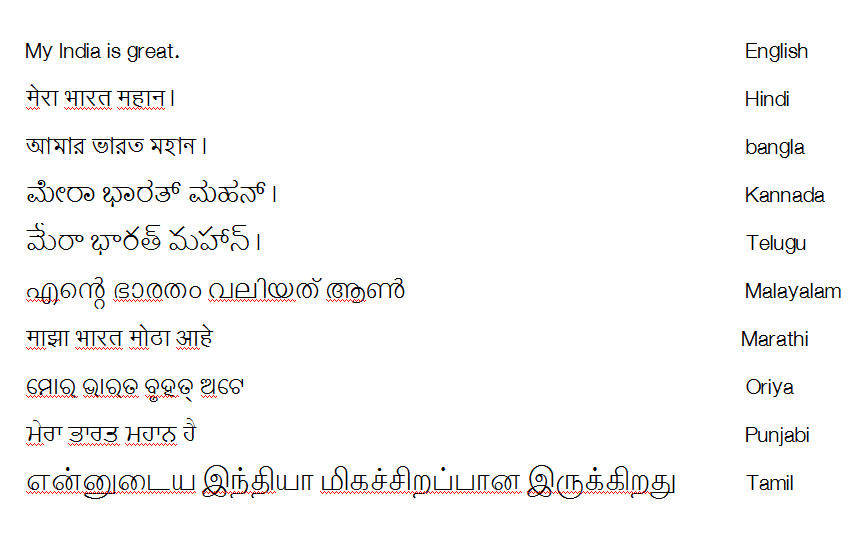 My India is great. English
मेरा भारत महान। Hindi
আমার ভারত মহান। bangla
ಮೇರಾ ಭಾರತ್ ಮಹನ್। Kannada
మేరా భారత్ మహాన్। Telugu
എന്റെ ഭാരതം വലിയത് ആണ് Malayalam
माझा भारत मोठा आहे Marathi
ମୋର୍ ଭାର୍ତ ବୃହତ୍ ଅଟେ Oriya
ਮੇਰਾ ਭਾਰਤ ਮਹਾਨ ਹੈ Punjabi
என்னுடைய இந்தியா மிகச்சிறப்பான இருக்கிறது Tamil